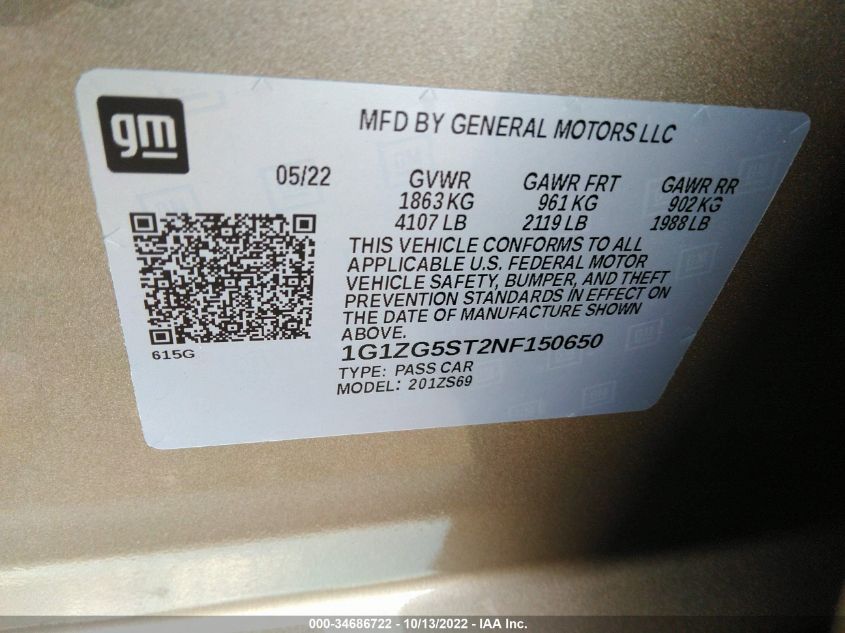 gm
MFD BY GENERAL MOTORS LLC
05/22 GVWR GAWR FRT GAWR RR
1863 KG 961 KG 902 KG
4107 LB 2119 LB 1988 LB
THIS VEHICLE CONFORMS TO ALL
APPLICABLE U.S. FEDERAL MOTOR
VEHICLE SAFETY, BUMPER, AND THEFT
PREVENTION STANDARDS IN EFFECT ON
THE DATE OF MANUFACTURE SHOWN
ABOVE.
615G
1G1ZG5ST2NF150650
TYPE: PASS CAR
MODEL: 201ZS69
000-34686722 - 10/13/2022 - IAA Inc.